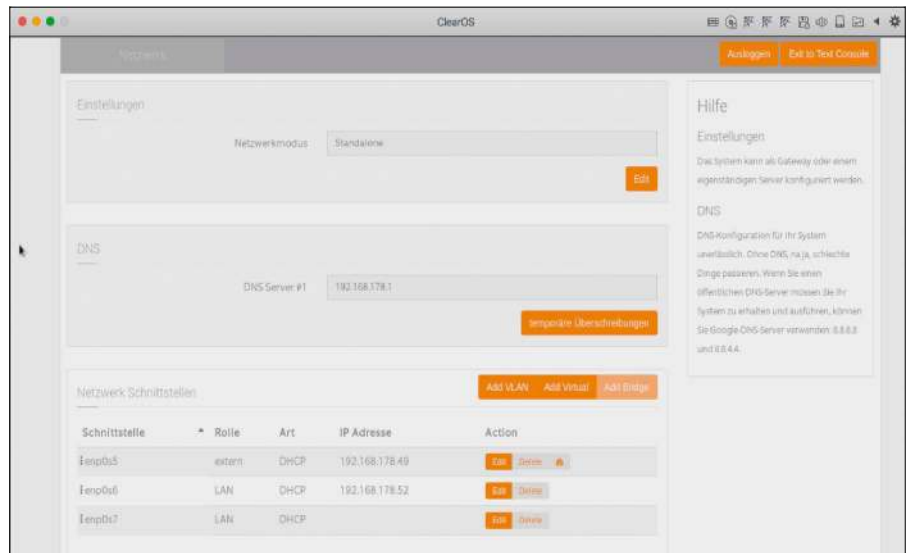 ClearOS
Netzwerk
Ausloggen
Exit to Text Console
Einstellungen
Netzwerkmodus
Standalone
Edit
DNS
DNS Server #1
192.168.178.1
temporäre Überschreibungen
Netzwerk Schnittstellen
Add VLAN Add Virtual Add Bridge
Schnittstelle Rolle Art IP Adresse Action
enp0s5 extern DHCP 192.168.178.49 Edit Delete
enp0s6 LAN DHCP 192.168.178.52 Edit Delete
enp0s7 LAN DHCP Edit Delete
Hilfe
Einstellungen
Das System kann als Gateway oder einem
eigenständigen Server konfiguriert werden.
DNS
DNS-Konfiguration für Ihr System
unerlässlich. Ohne DNS, na ja, schlechte
Dinge passieren. Wenn Sie einen
öffentlichen DNS-Server müssen Sie Ihr
System zu erhalten und ausführen, können
Sie Google-DNS-Server verwenden: 8.8.8.8
und 8.8.4.4.